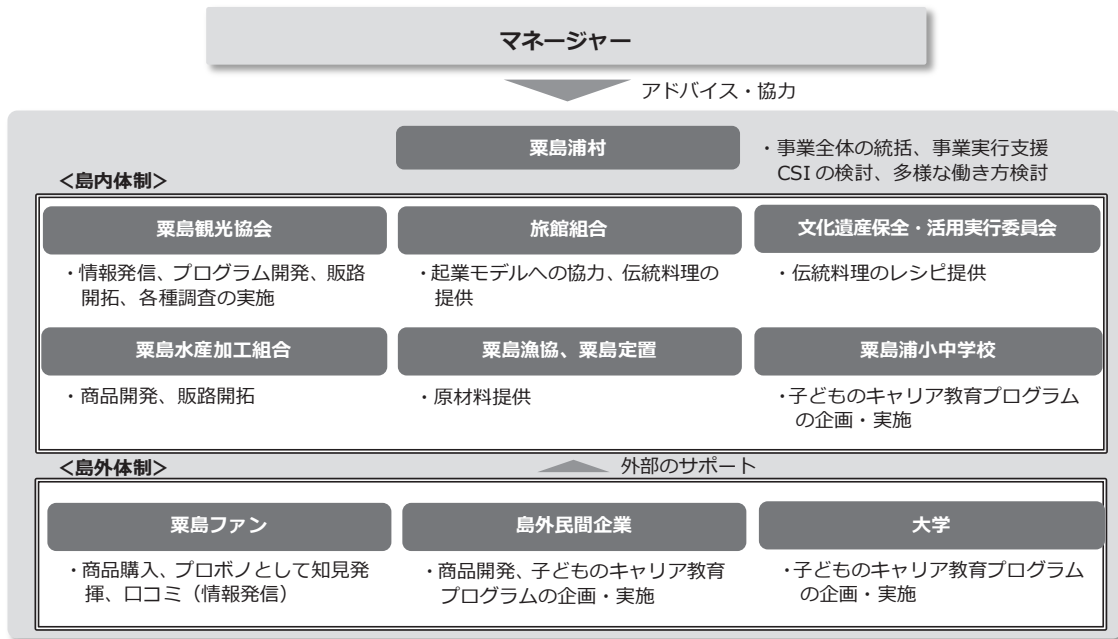 マネージャー
アドバイス・協力
粟島浦村
・事業全体の統括、事業実行支援
CSI の検討、多様な働き方検討
＜島内体制＞
粟島観光協会
・情報発信、プログラム開発、販路
開拓、各種調査の実施
旅館組合
・起業モデルへの協力、伝統料理の
提供
文化遺産保全・活用実行委員会
・伝統料理のレシピ提供
粟島水産加工組合
・商品開発、販路開拓
粟島漁協、粟島定置
・原材料提供
粟島浦小中学校
・子どものキャリア教育プログラム
の企画・実施
＜島外体制＞
外部のサポート
粟島ファン
・商品購入、プロボノとして知見発
揮、口コミ（情報発信）
島外民間企業
・商品開発、子どものキャリア教育
プログラムの企画・実施
大学
・子どものキャリア教育プログラム
の企画・実施